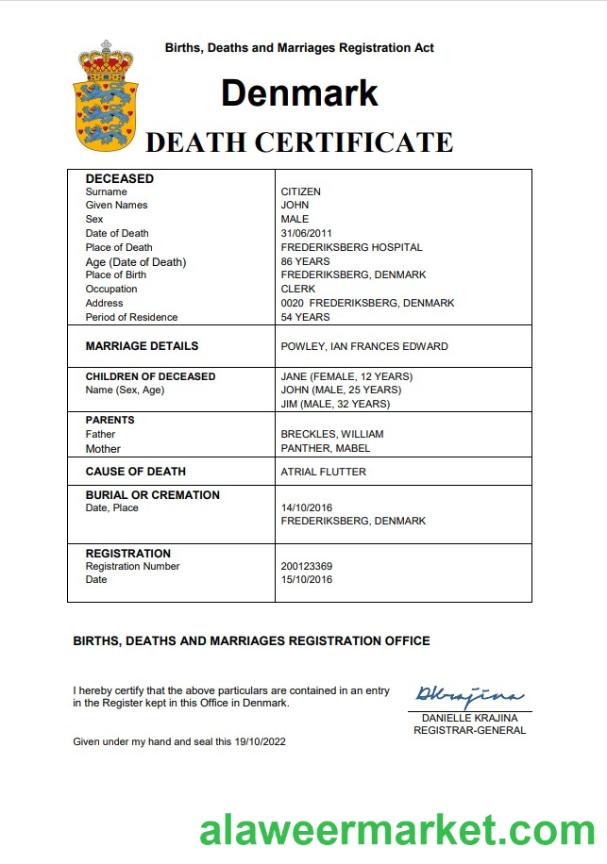 Births, Deaths and Marriages Registration Act
Denmark
DEATH CERTIFICATE
DECEASED
Surname CITIZEN
Given Names JOHN
Sex MALE
Date of Death 31/06/2011
Place of Death FREDERIKSBERG HOSPITAL
Age (Date of Death) 86 YEARS
Place of Birth FREDERIKSBERG, DENMARK
Occupation CLERK
Address 0020 FREDERIKSBERG, DENMARK
Period of Residence 54 YEARS
MARRIAGE DETAILS POWLEY, IAN FRANCES EDWARD
CHILDREN OF DECEASED JANE (FEMALE, 12 YEARS)
Name (Sex, Age) JOHN (MALE, 25 YEARS)
JIM (MALE, 32 YEARS)
PARENTS
Father BRECKLES, WILLIAM
Mother PANTHER, MABEL
CAUSE OF DEATH ATRIAL FLUTTER
BURIAL OR CREMATION
Date, Place 14/10/2016
FREDERIKSBERG, DENMARK
REGISTRATION
Registration Number 200123369
Date 15/10/2016
BIRTHS, DEATHS AND MARRIAGES REGISTRATION OFFICE
I hereby certify that the above particulars are contained in an entry
in the Register kept in this Office in Denmark.
DKrajina
DANIELLE KRAJINA
REGISTRAR-GENERAL
Given under my hand and seal this 19/10/2022
alaweermarket.com